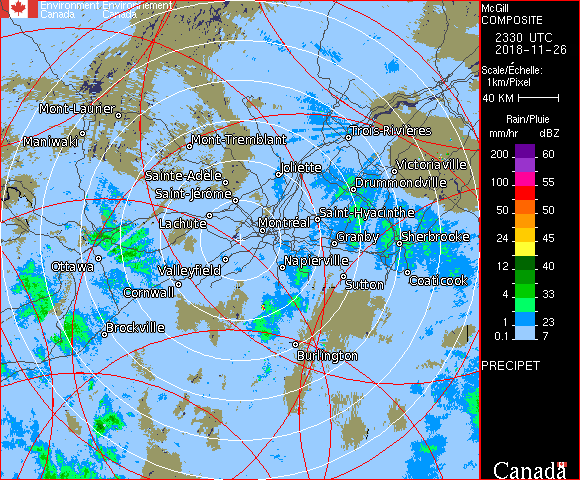 Environment Environnement
Canada Canada
McGill
COMPOSITE
2330 UTC
2018-11-26
Scale/Échelle:
1km/Pixel
40 KM
Rain/Pluie
mm/hr dBZ
200 60
100 55
50 50
24 45
12 40
4 33
1 23
0.1 7
PRECIPET
Canada
Mont-Laurier
Maniwaki
Mont-Tremblant
Trois-Rivières
Joliette
Victoriaville
Sainte-Adèle
Drummondville
Saint-Jérôme
Saint-Hyacinthe
Lachute
Montréal
Granby
Sherbrooke
Ottawa
Valleyfield
Napierville
Coaticook
Cornwall
Sutton
Brockville
Burlington